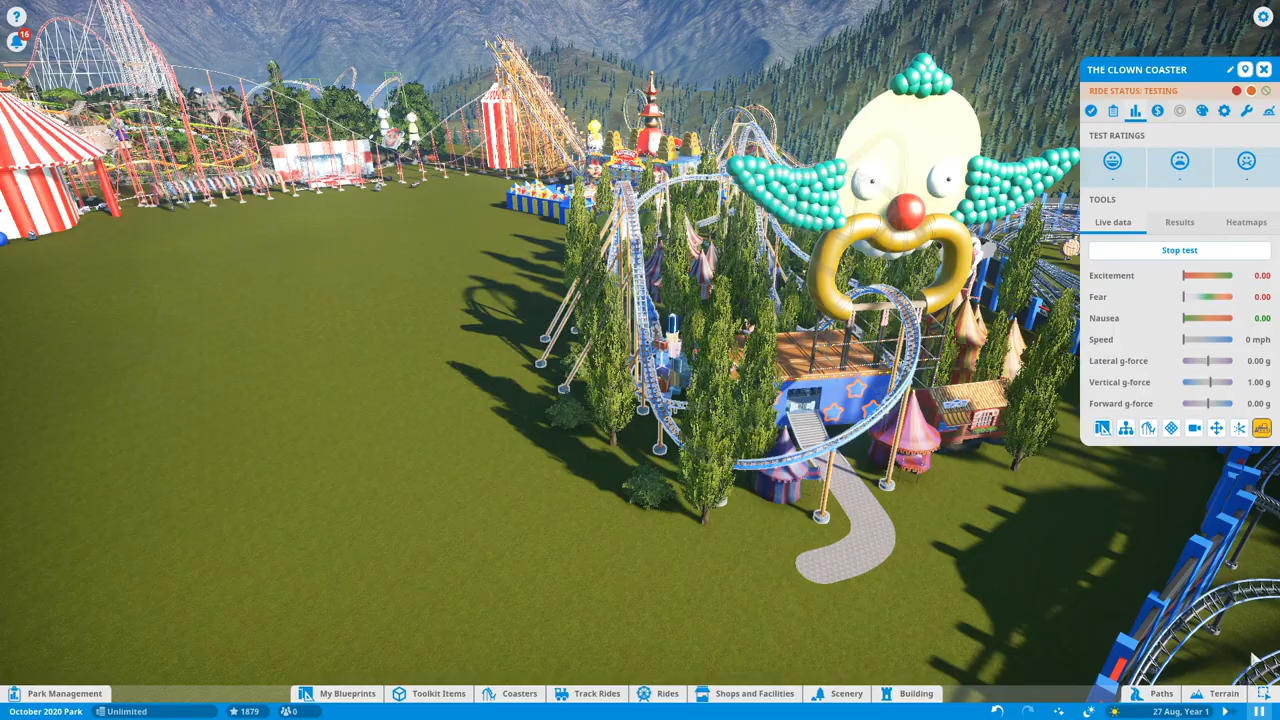 ?
16
THE CLOWN COASTER
RIDE STATUS: TESTING
TEST RATINGS
- - -
TOOLS
Live data Results Heatmaps
Stop test
Excitement 0.00
Fear 0.00
Nausea 0.00
Speed 0 mph
Lateral g-force 0.00 g
Vertical g-force 1.00 g
Forward g-force 0.00 g
Park Management My Blueprints Toolkit Items Coasters Track Rides Rides Shops and Facilities Scenery Building Paths Terrain
October 2020 Park Unlimited 1879 0 27 Aug, Year 1